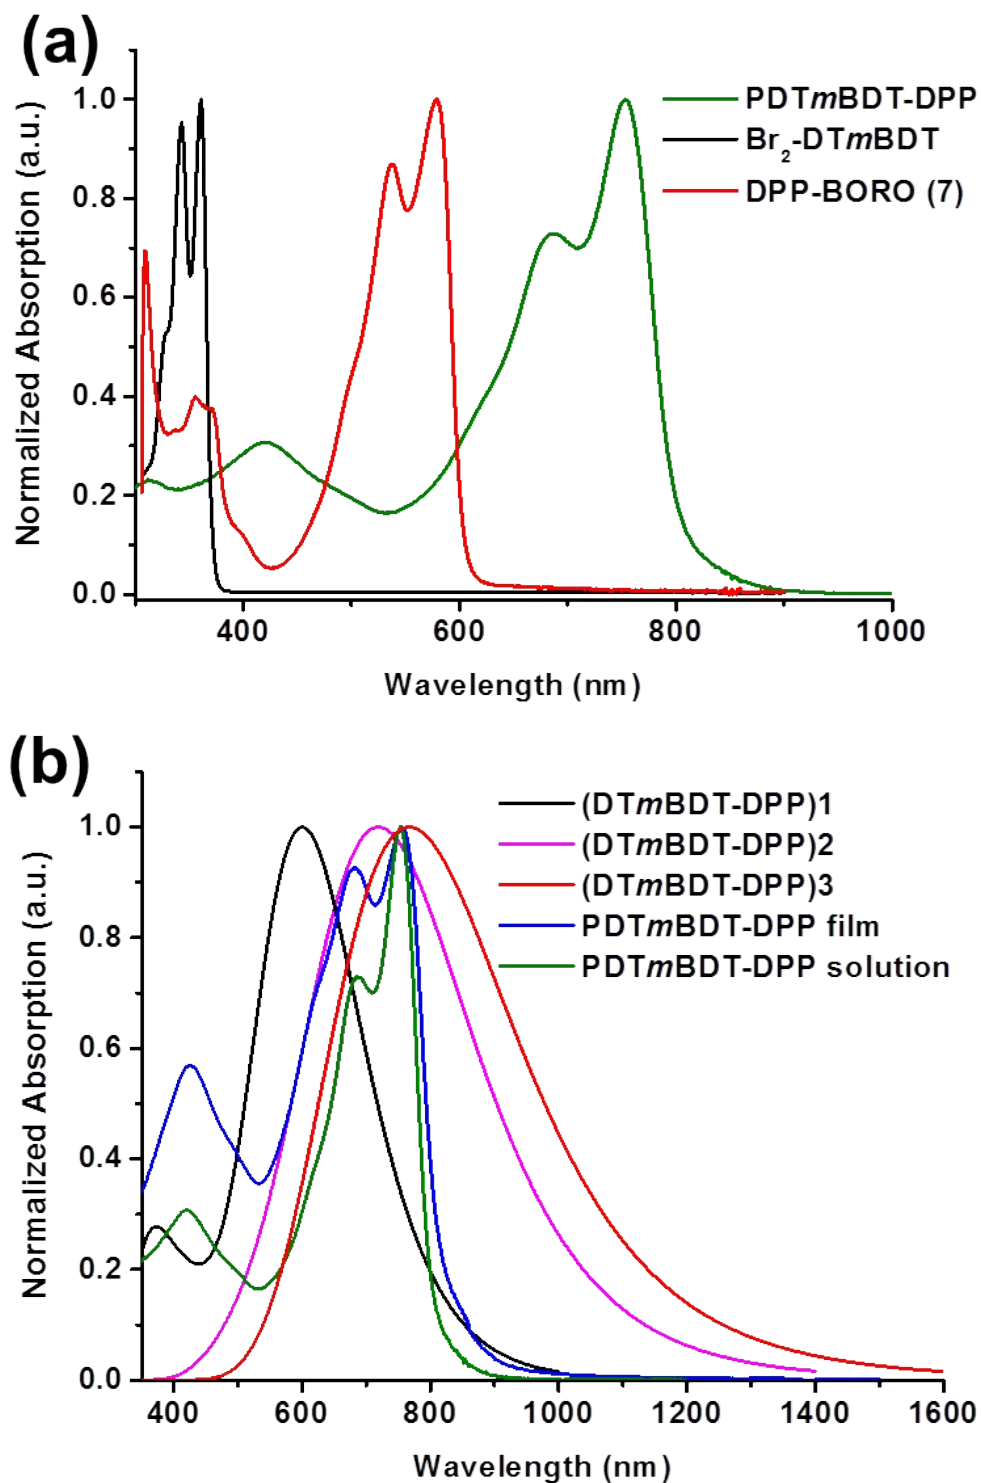 (a)
Normalized Absorption (a.u.)
1.0
0.8
0.6
0.4
0.2
0.0
PDTmBDT-DPP
Br₂-DTmBDT
DPP-BORO (7)
400 600 800 1000
Wavelength (nm)
(b)
Normalized Absorption (a.u.)
1.0
0.8
0.6
0.4
0.2
0.0
(DTmBDT-DPP)1
(DTmBDT-DPP)2
(DTmBDT-DPP)3
PDTmBDT-DPP film
PDTmBDT-DPP solution
400 600 800 1000 1200 1400 1600
Wavelength (nm)